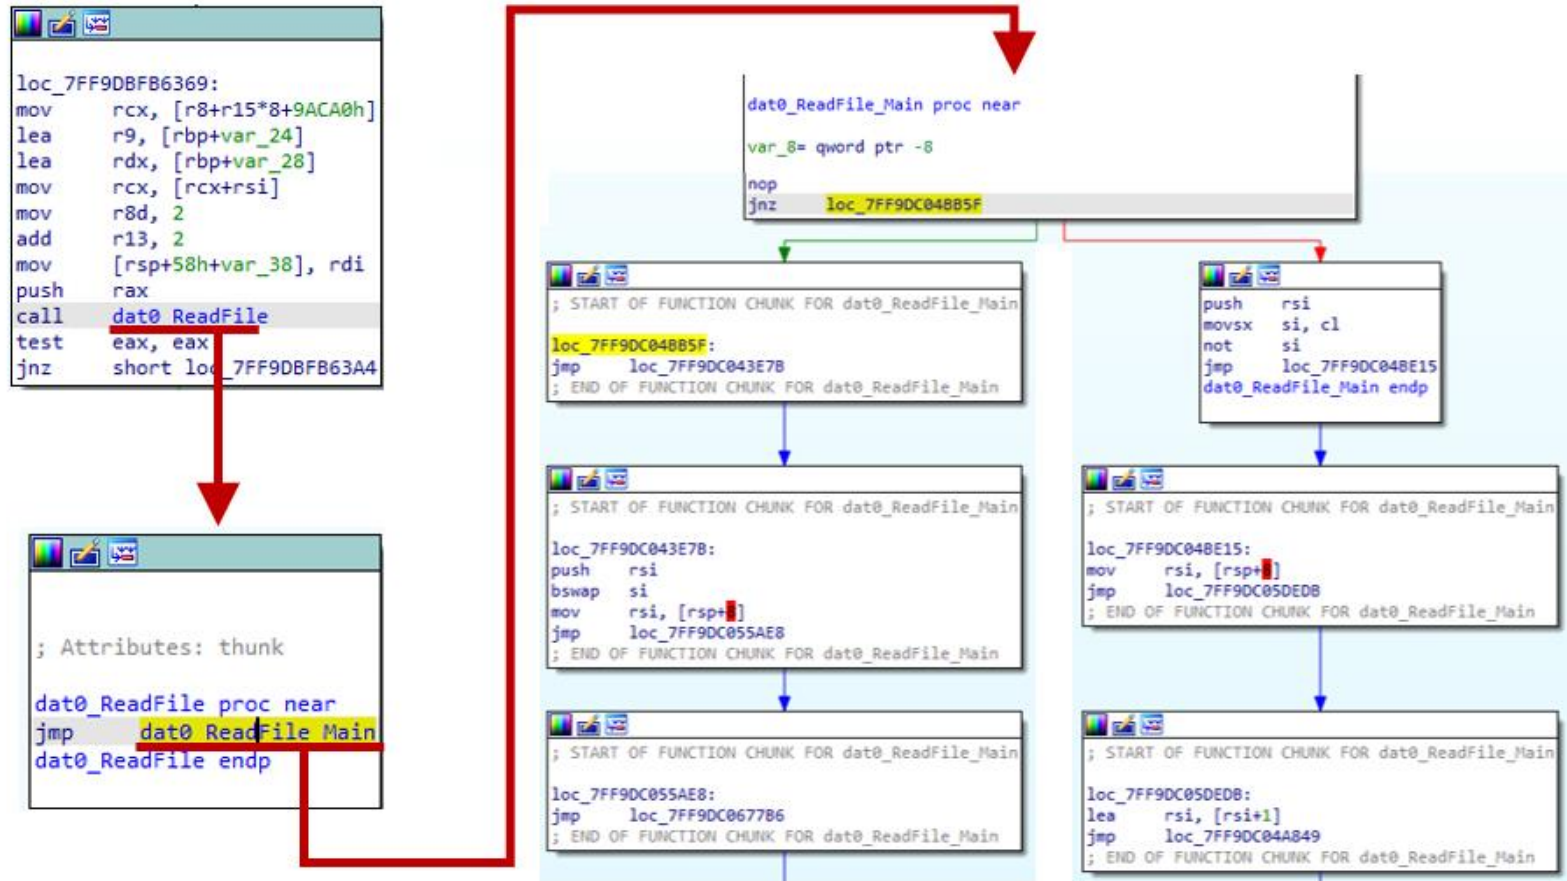 loc_7FF9DBFB6369:
mov rcx, [r8+r15*8+9ACA0h]
lea r9, [rbp+var_24]
lea rdx, [rbp+var_28]
mov rcx, [rcx+rsi]
mov r8d, 2
add r13, 2
mov [rsp+58h+var_38], rdi
push rax
call dat0_ReadFile
test eax, eax
jnz short loc_7FF9DBFB63A4
; Attributes: thunk
dat0_ReadFile proc near
jmp dat0_ReadFile_Main
dat0_ReadFile endp
dat0_ReadFile_Main proc near
var_8= qword ptr -8
nop
jnz loc_7FF9DC04BB5F
; START OF FUNCTION CHUNK FOR dat0_ReadFile_Main
loc_7FF9DC04BB5F:
jmp loc_7FF9DC043E7B
; END OF FUNCTION CHUNK FOR dat0_ReadFile_Main
; START OF FUNCTION CHUNK FOR dat0_ReadFile_Main
loc_7FF9DC043E7B:
push rsi
bswap si
mov rsi, [rsp+8]
jmp loc_7FF9DC055AE8
; END OF FUNCTION CHUNK FOR dat0_ReadFile_Main
; START OF FUNCTION CHUNK FOR dat0_ReadFile_Main
loc_7FF9DC055AE8:
jmp loc_7FF9DC0677B6
; END OF FUNCTION CHUNK FOR dat0_ReadFile_Main
push rsi
movsx si, cl
not si
jmp loc_7FF9DC04BE15
dat0_ReadFile_Main endp
; START OF FUNCTION CHUNK FOR dat0_ReadFile_Main
loc_7FF9DC04BE15:
mov rsi, [rsp+8]
jmp loc_7FF9DC05DEDB
; END OF FUNCTION CHUNK FOR dat0_ReadFile_Main
; START OF FUNCTION CHUNK FOR dat0_ReadFile_Main
loc_7FF9DC05DEDB:
lea rsi, [rsi+1]
jmp loc_7FF9DC04A849
; END OF FUNCTION CHUNK FOR dat0_ReadFile_Main